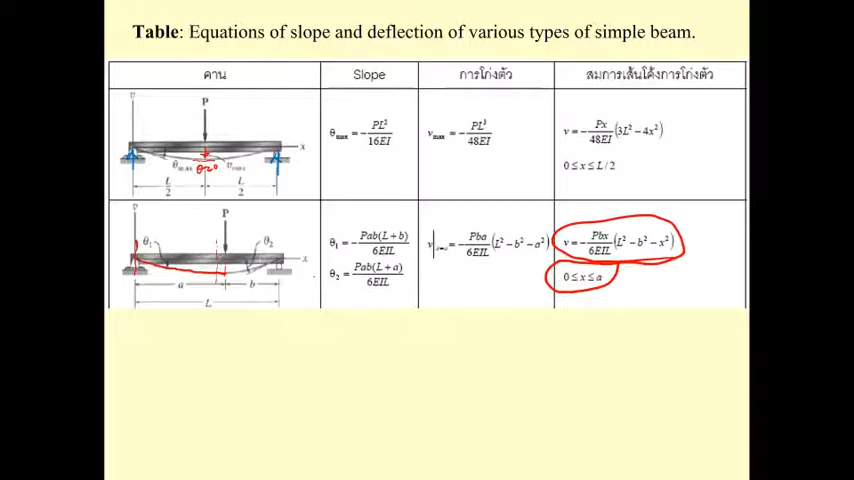 Table: Equations of slope and deflection of various types of simple beam.
คาน Slope การโก่งตัว สมการเส้นโค้งการโก่งตัว
v
P
x
θmax vmax
θ=0
L/2 L/2
θmax = -PL²/16EI
vmax = -PL³/48EI
v = -Px/48EI (3L² - 4x²)
0 ≤ x ≤ L/2
v
P
θ1 θ2
x
a b
L
θ1 = -Pab(L+b)/6EIL
θ2 = Pab(L+a)/6EIL
v|x=a = -Pba/6EIL (L² - b² - a²)
v = -Pbx/6EIL (L² - b² - x²)
0 ≤ x ≤ a